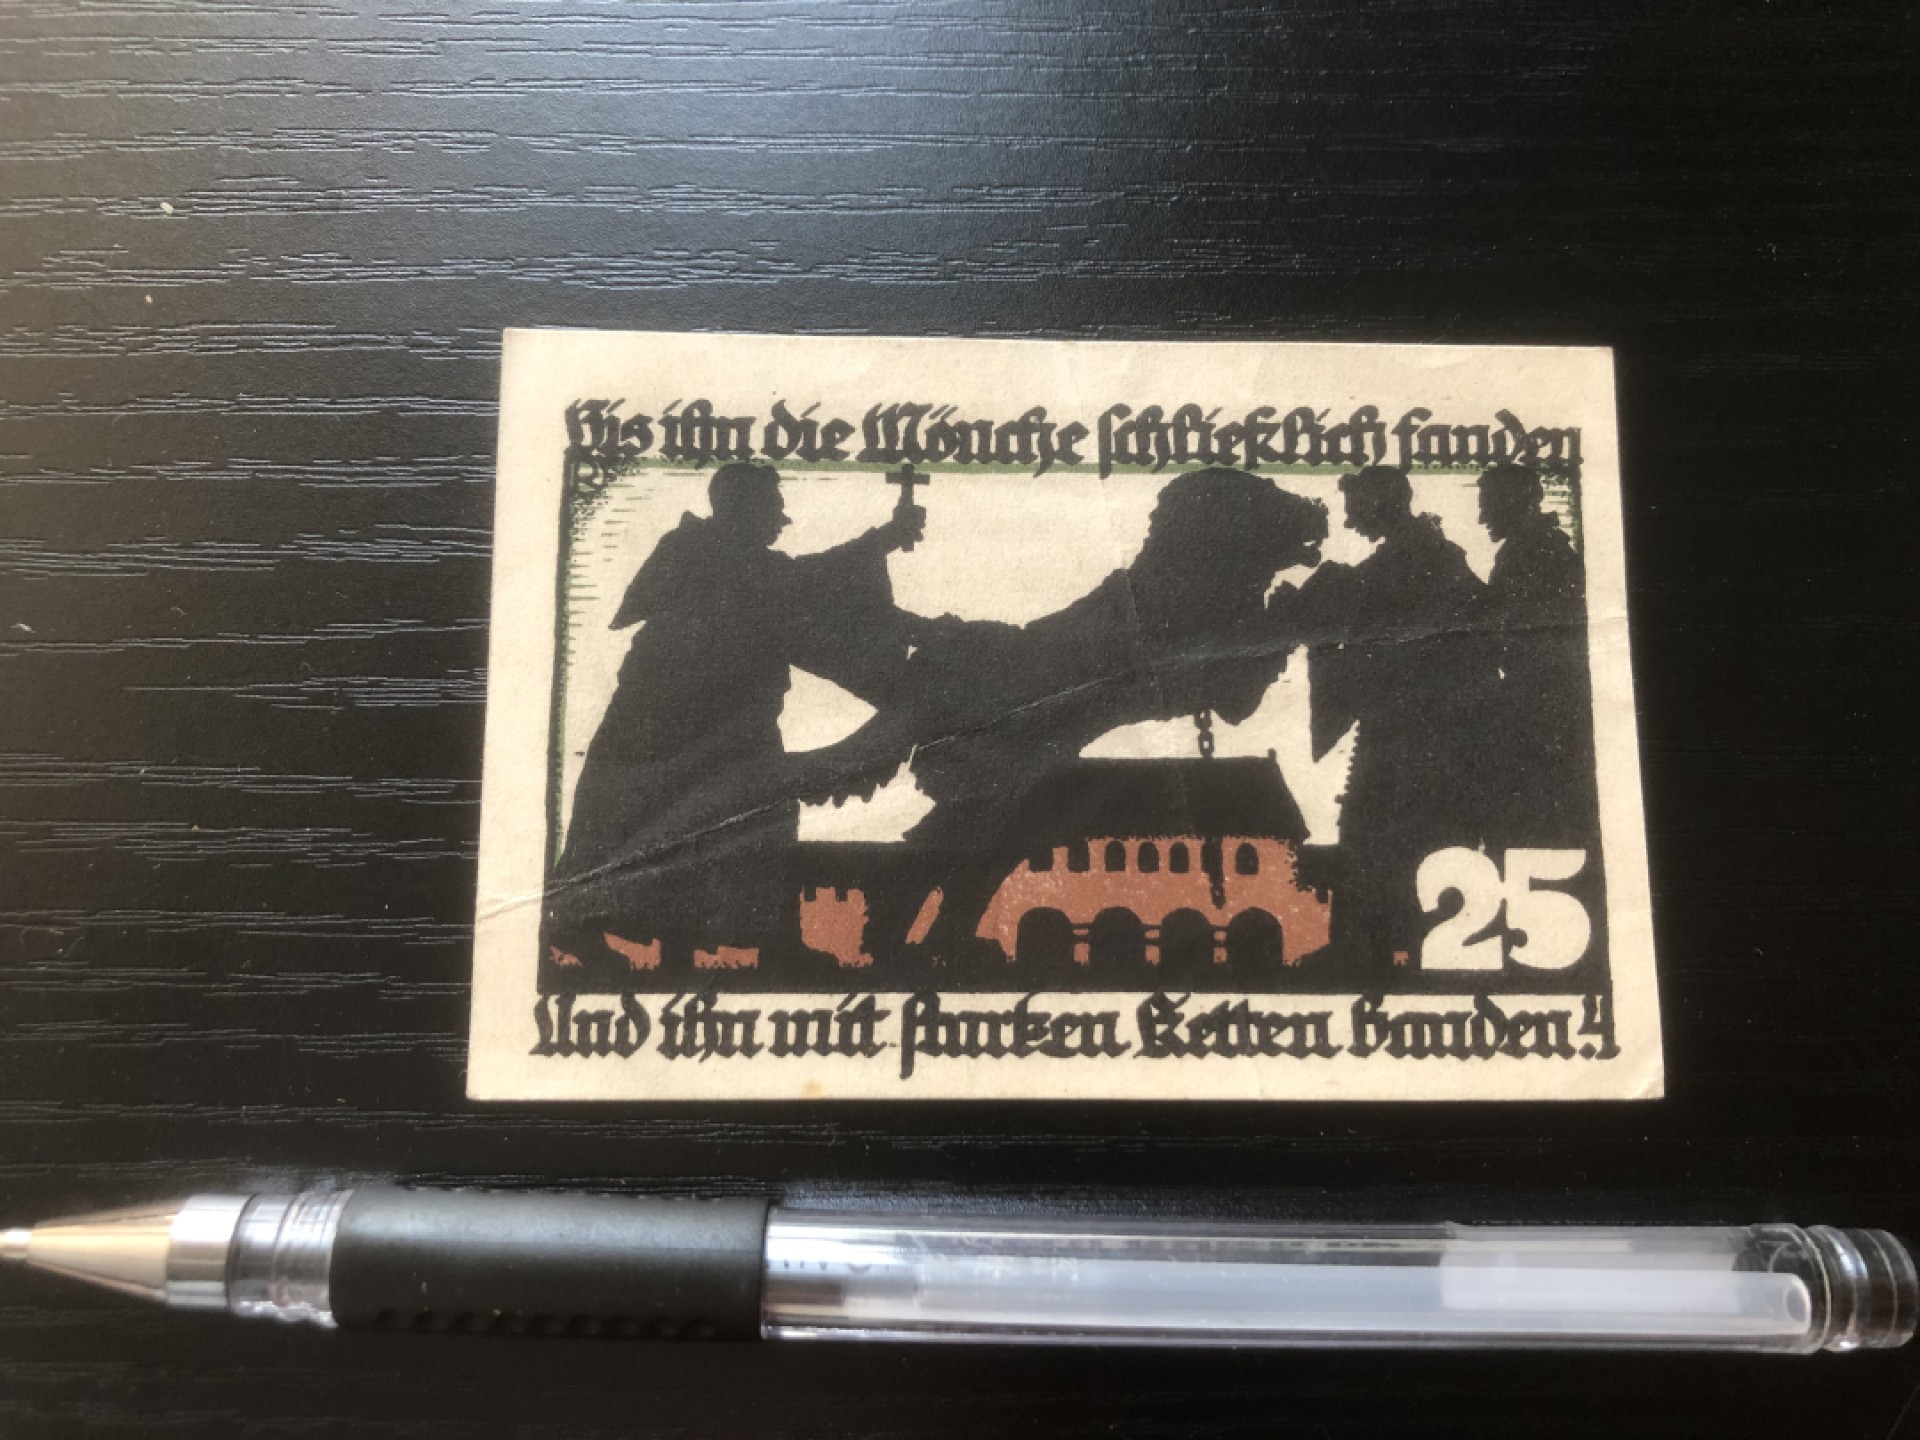 Bis ihn die Mönche schließlich fanden
25
Und ihn mit starken Ketten banden. 4